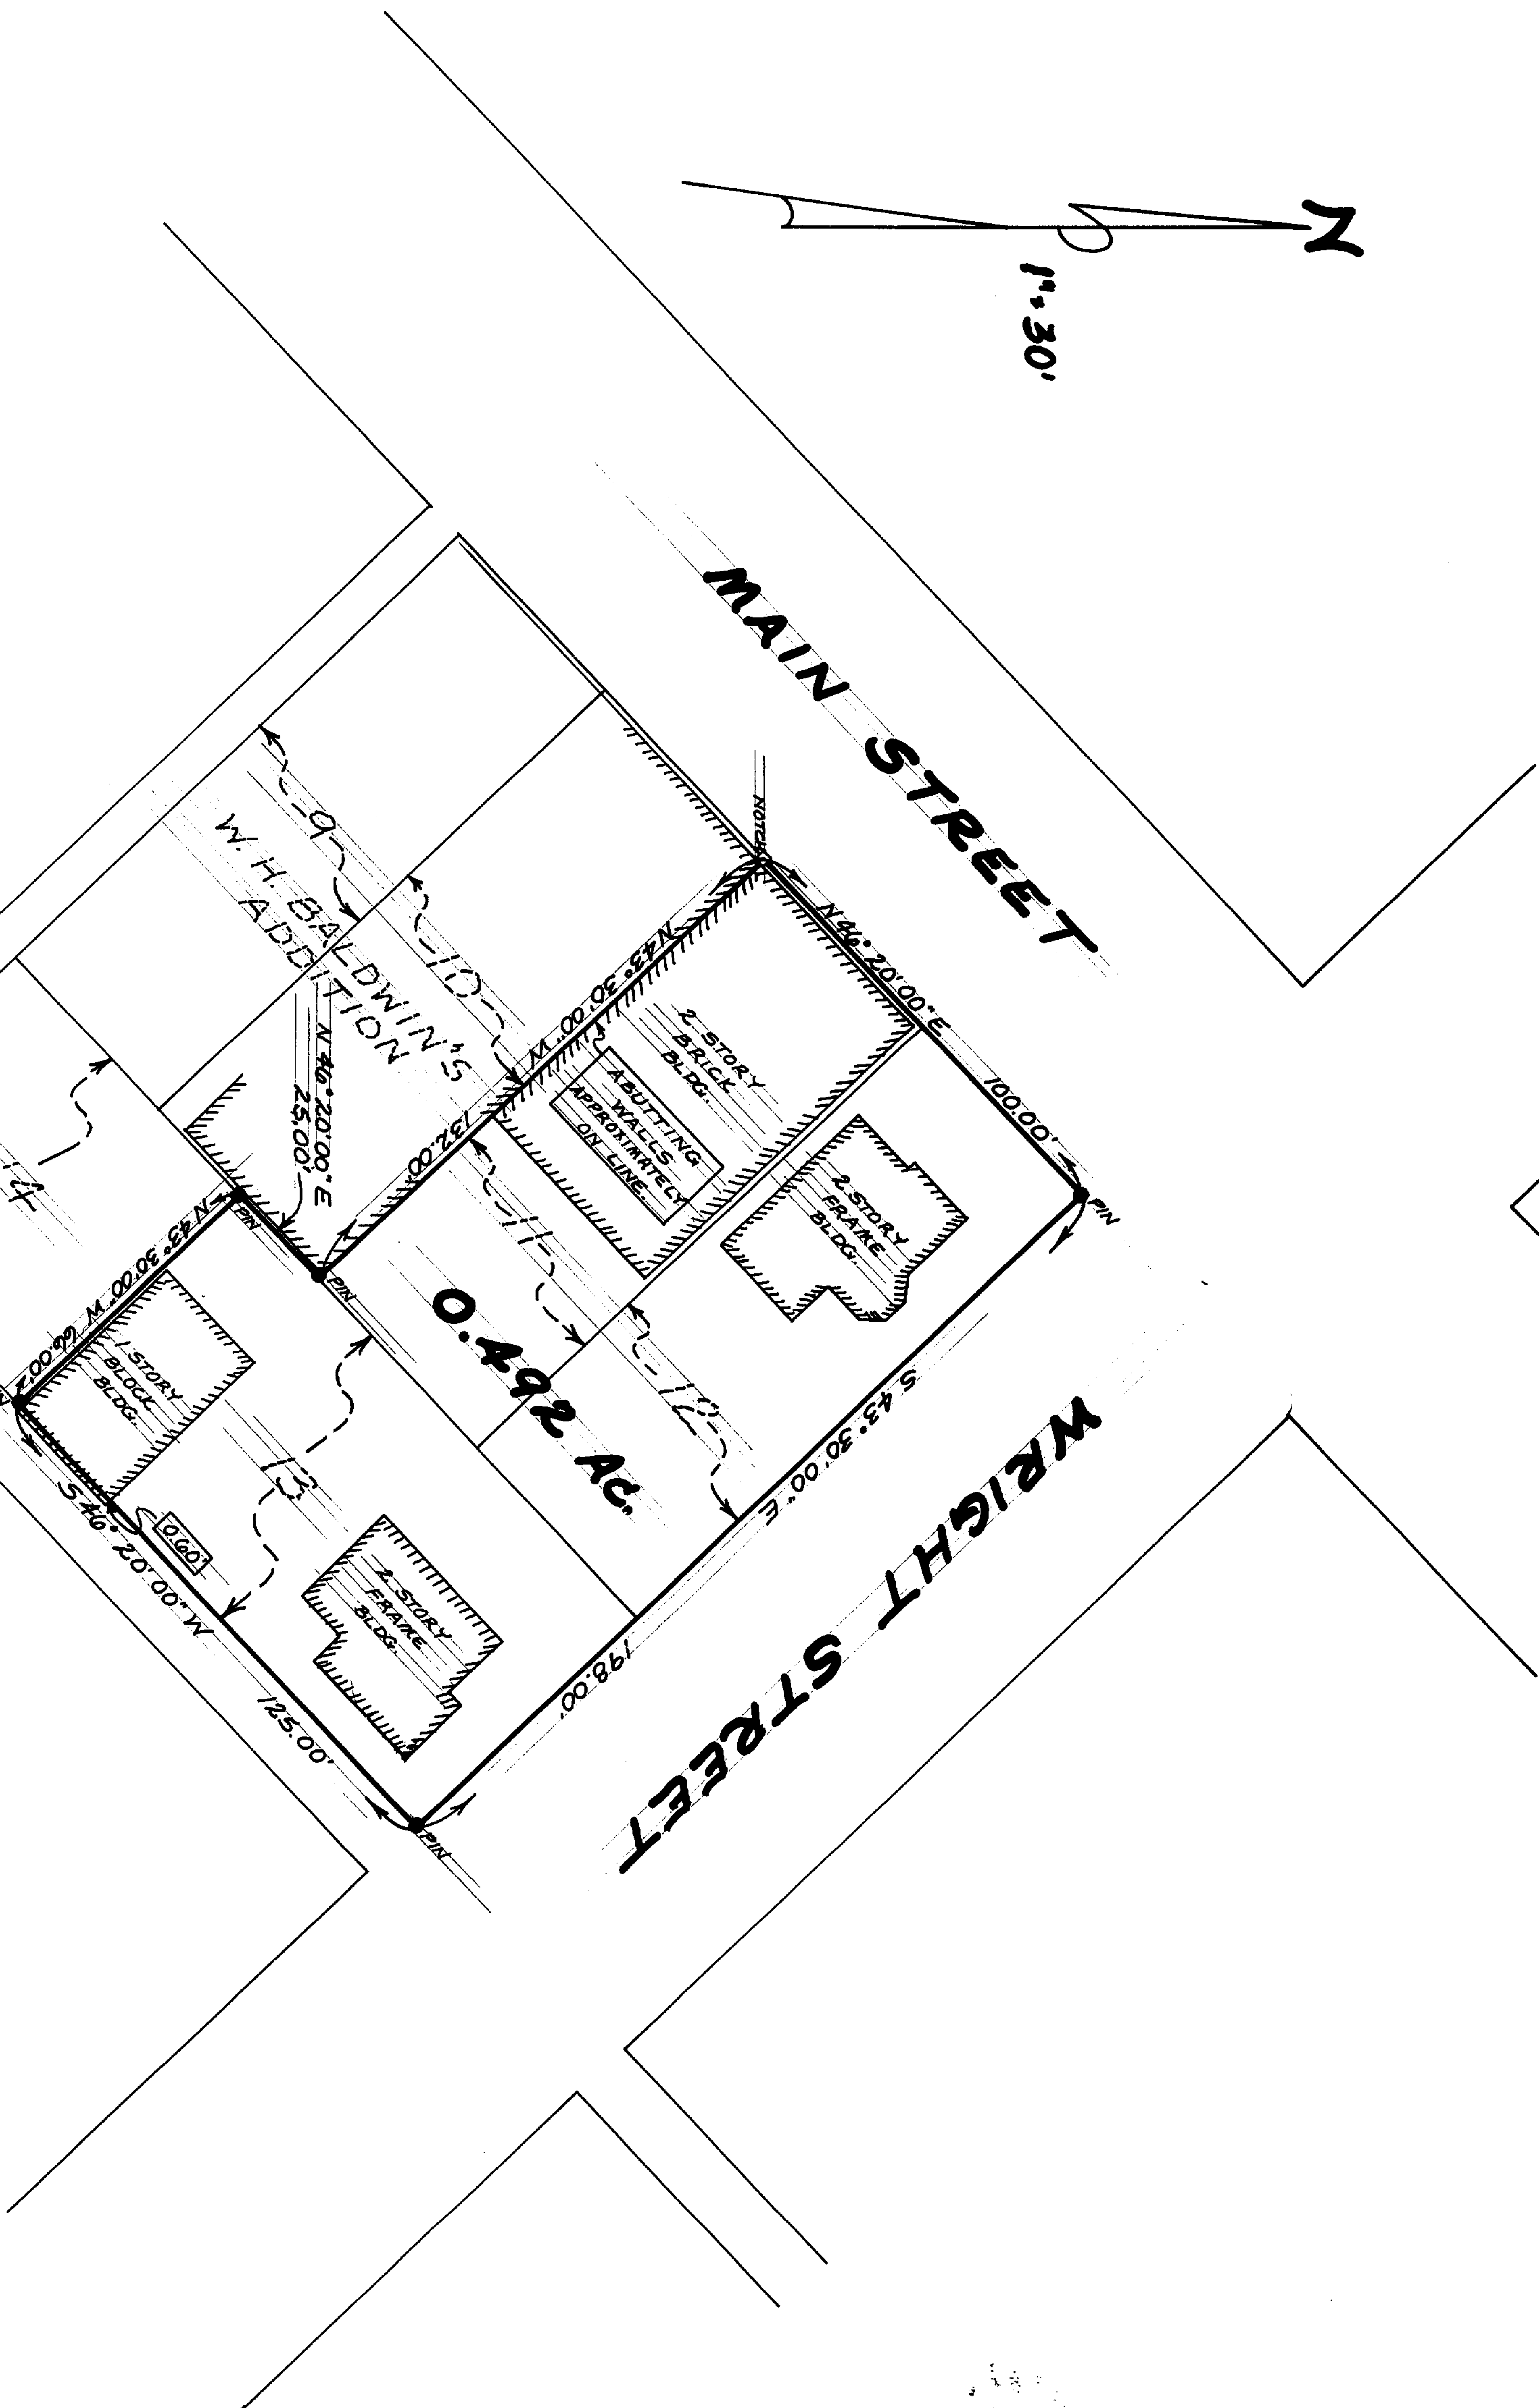 N
1"=30'
MAIN STREET
NOTCH
N 46° 20' 00" E
100.00'
PIN
9
W. H. BALDWIN'S
ADDITION
10
N 43° 30' 00" W
132.00'
2 STORY
BRICK
BLDG.
ABUTTING
WALLS
APPROXIMATELY
ON LINE.
2 STORY
FRAME
BLDG.
N 46° 20' 00" E
25.00'
11
12
14
PIN
PIN
0.492 AC.
S 43° 30' 00" E
198.00'
WRIGHT STREET
N 43° 30' 00" W 66.00'
1 STORY
BLOCK
BLDG.
13
0.60'
2 STORY
FRAME
BLDG.
S 46° 20' 00" W
125.00'
PIN